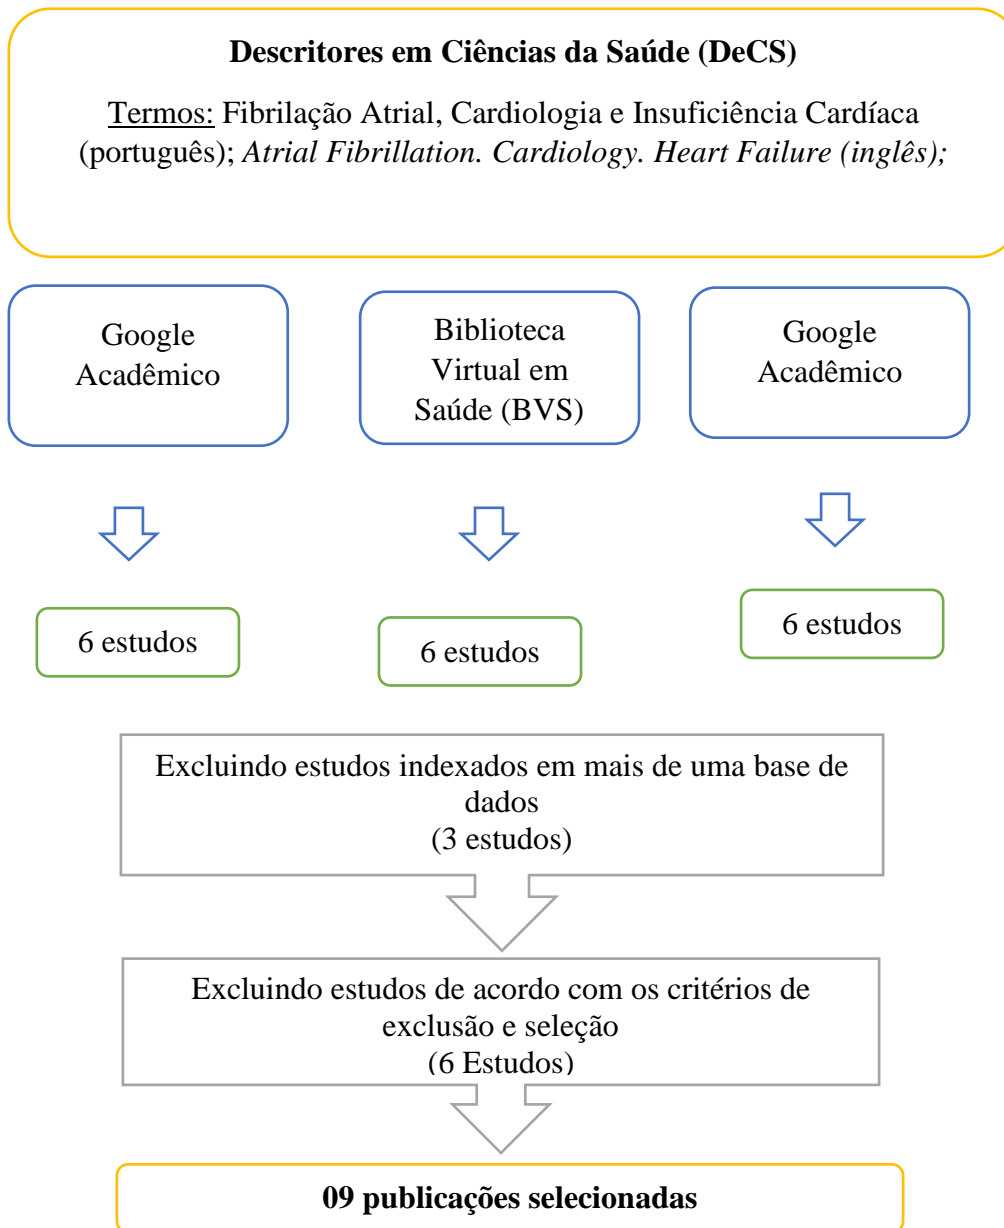 Descritores em Ciências da Saúde (DeCS)
Termos: Fibrilação Atrial, Cardiologia e Insuficiência Cardíaca
(português); Atrial Fibrillation. Cardiology. Heart Failure (inglês);
Google
Acadêmico
Biblioteca
Virtual em
Saúde (BVS)
Google
Acadêmico
6 estudos
6 estudos
6 estudos
Excluindo estudos indexados em mais de uma base de
dados
(3 estudos)
Excluindo estudos de acordo com os critérios de
exclusão e seleção
(6 Estudos)
09 publicações selecionadas